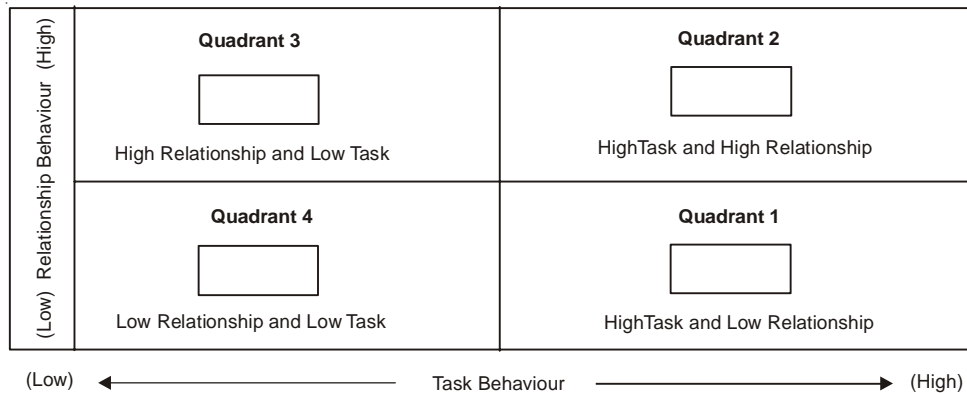 (Low) Relationship Behaviour (High)
Quadrant 3
High Relationship and Low Task
Quadrant 2
HighTask and High Relationship
Quadrant 4
Low Relationship and Low Task
Quadrant 1
HighTask and Low Relationship
(Low) Task Behaviour (High)